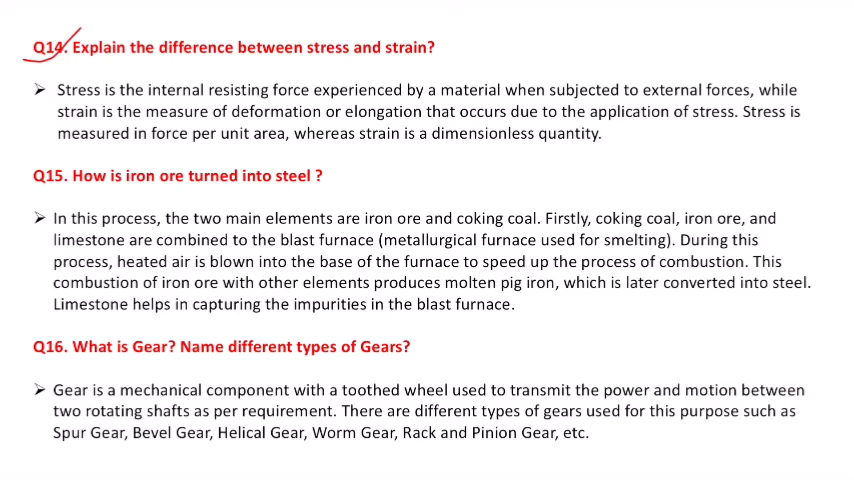 Q14. Explain the difference between stress and strain?
➢ Stress is the internal resisting force experienced by a material when subjected to external forces, while
strain is the measure of deformation or elongation that occurs due to the application of stress. Stress is
measured in force per unit area, whereas strain is a dimensionless quantity.
Q15. How is iron ore turned into steel ?
➢ In this process, the two main elements are iron ore and coking coal. Firstly, coking coal, iron ore, and
limestone are combined to the blast furnace (metallurgical furnace used for smelting). During this
process, heated air is blown into the base of the furnace to speed up the process of combustion. This
combustion of iron ore with other elements produces molten pig iron, which is later converted into steel.
Limestone helps in capturing the impurities in the blast furnace.
Q16. What is Gear? Name different types of Gears?
➢ Gear is a mechanical component with a toothed wheel used to transmit the power and motion between
two rotating shafts as per requirement. There are different types of gears used for this purpose such as
Spur Gear, Bevel Gear, Helical Gear, Worm Gear, Rack and Pinion Gear, etc.